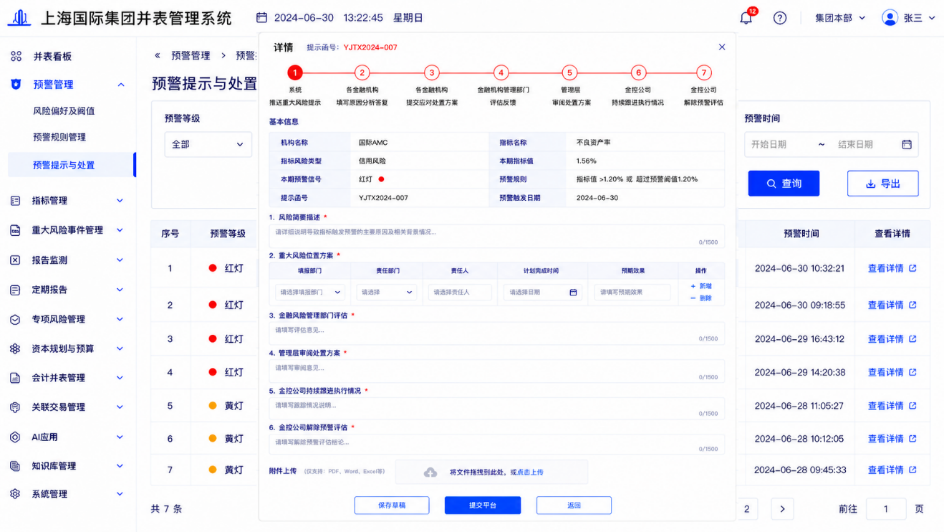 上海国际集团并表管理系统
2024-06-30 13:22:45 星期日
12
集团本部
张三
并表看板
预警管理
风险偏好及阈值
预警规则管理
预警提示与处置
指标管理
重大风险事件管理
报告监测
定期报告
专项风险管理
资本规划与预算
会计并表管理
关联交易管理
AI应用
知识库管理
系统管理
« 预警管理 > 预警
预警提示与处置
预警等级
全部
序号 预警等级
1 红灯
2 红灯
3 红灯
4 红灯
5 黄灯
6 黄灯
7 黄灯
共 7 条
详情 提示函号: YJTX2024-007
1 2 3 4 5 6 7
系统 各金融机构 各金融机构 金融机构管理部门 管理层 金控公司 金控公司
推送重大风险提示 填写原因分析答复 提交应对处置方案 评估反馈 审阅处置方案 持续跟进执行情况 解除预警评估
基本信息
机构名称 国际AMC 指标名称 不良资产率
指标风险类型 信用风险 本期指标值 1.56%
本期预警信号 红灯 预警规则 指标值 >1.20% 或 超过预警阈值1.20%
提示函号 YJTX2024-007 预警触发日期 2024-06-30
1. 风险简要描述 *
请详细说明导致指标触发预警的主要原因及相关背景情况...
0/1500
2. 重大风险位置方案 *
填报部门 责任部门 责任人 计划完成时间 预期效果 操作
请选择填报部门 请选择 请选择责任人 请选择日期 请填写预期效果 + 新增
− 删除
3. 金融风险管理部门评估 *
请填写评估意见...
0/1500
4. 管理层审阅处置方案 *
请填写审阅意见...
0/1500
5. 金控公司持续跟进执行情况 *
请填写跟踪情况说明...
0/1500
6. 金控公司解除预警评估 *
请填写解除预警评估结论...
0/1500
附件上传 (仅支持: PDF、Word、Excel等) 将文件拖拽到此处, 或点击上传
保存草稿 提交平台 返回
预警时间
开始日期 ~ 结束日期
查询 导出
预警时间 查看详情
2024-06-30 10:32:21 查看详情
2024-06-30 09:18:55 查看详情
2024-06-29 16:43:12 查看详情
2024-06-29 14:20:38 查看详情
2024-06-28 11:05:27 查看详情
2024-06-28 10:12:05 查看详情
2024-06-28 09:45:33 查看详情
2 > 前往 1 页